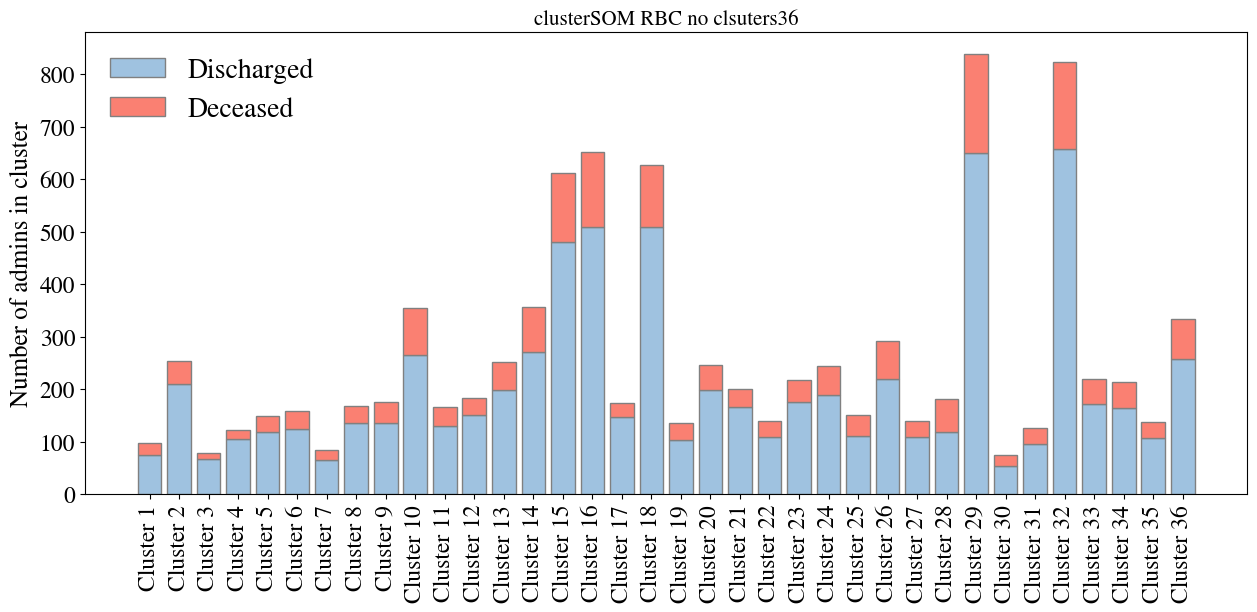 clusterSOM RBC no clsuters36
Discharged
Deceased
Number of admins in cluster
800
700
600
500
400
300
200
100
0
Cluster 1
Cluster 2
Cluster 3
Cluster 4
Cluster 5
Cluster 6
Cluster 7
Cluster 8
Cluster 9
Cluster 10
Cluster 11
Cluster 12
Cluster 13
Cluster 14
Cluster 15
Cluster 16
Cluster 17
Cluster 18
Cluster 19
Cluster 20
Cluster 21
Cluster 22
Cluster 23
Cluster 24
Cluster 25
Cluster 26
Cluster 27
Cluster 28
Cluster 29
Cluster 30
Cluster 31
Cluster 32
Cluster 33
Cluster 34
Cluster 35
Cluster 36